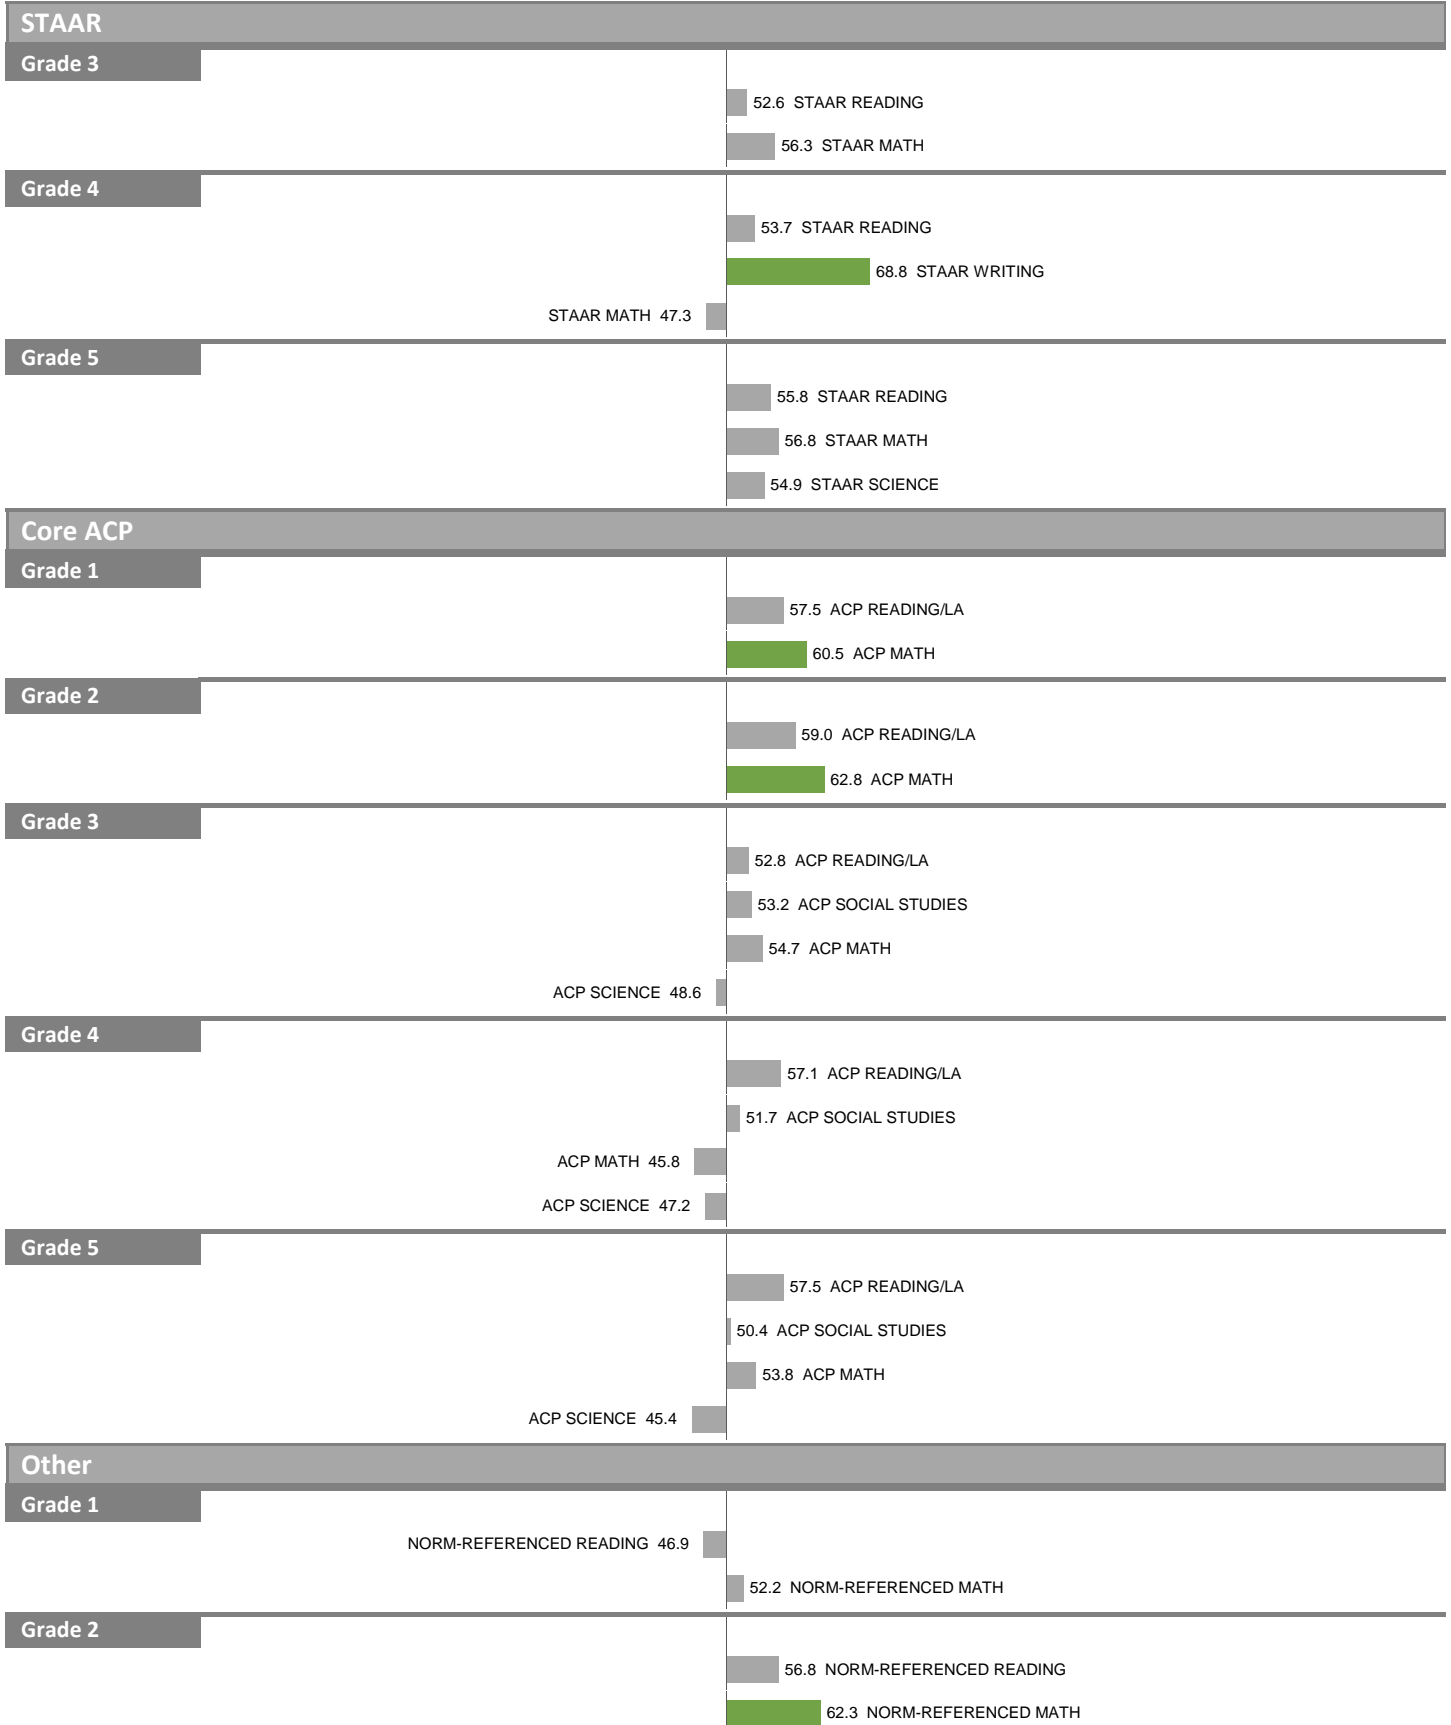 STAAR
Grade 3
52.6 STAAR READING
56.3 STAAR MATH
Grade 4
53.7 STAAR READING
68.8 STAAR WRITING
STAAR MATH 47.3
Grade 5
55.8 STAAR READING
56.8 STAAR MATH
54.9 STAAR SCIENCE
Core ACP
Grade 1
57.5 ACP READING/LA
60.5 ACP MATH
Grade 2
59.0 ACP READING/LA
62.8 ACP MATH
Grade 3
52.8 ACP READING/LA
53.2 ACP SOCIAL STUDIES
54.7 ACP MATH
ACP SCIENCE 48.6
Grade 4
57.1 ACP READING/LA
51.7 ACP SOCIAL STUDIES
ACP MATH 45.8
ACP SCIENCE 47.2
Grade 5
57.5 ACP READING/LA
50.4 ACP SOCIAL STUDIES
53.8 ACP MATH
ACP SCIENCE 45.4
Other
Grade 1
NORM-REFERENCED READING 46.9
52.2 NORM-REFERENCED MATH
Grade 2
56.8 NORM-REFERENCED READING
62.3 NORM-REFERENCED MATH